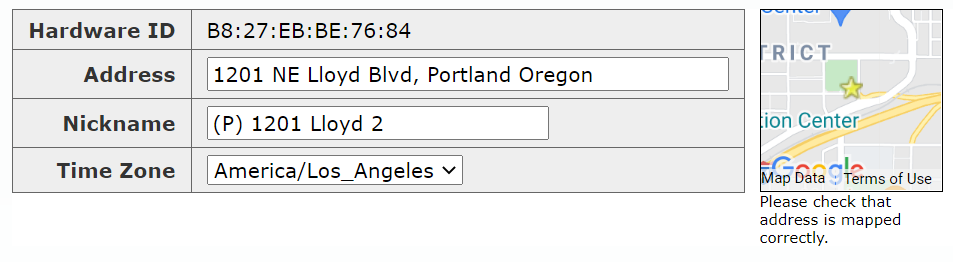 Hardware ID B8:27:EB:BE:76:84
Address 1201 NE Lloyd Blvd, Portland Oregon
Nickname (P) 1201 Lloyd 2
Time Zone America/Los_Angeles
Center
TRICT
tion Center
Google
Map Data Terms of Use
Please check that
address is mapped
correctly.